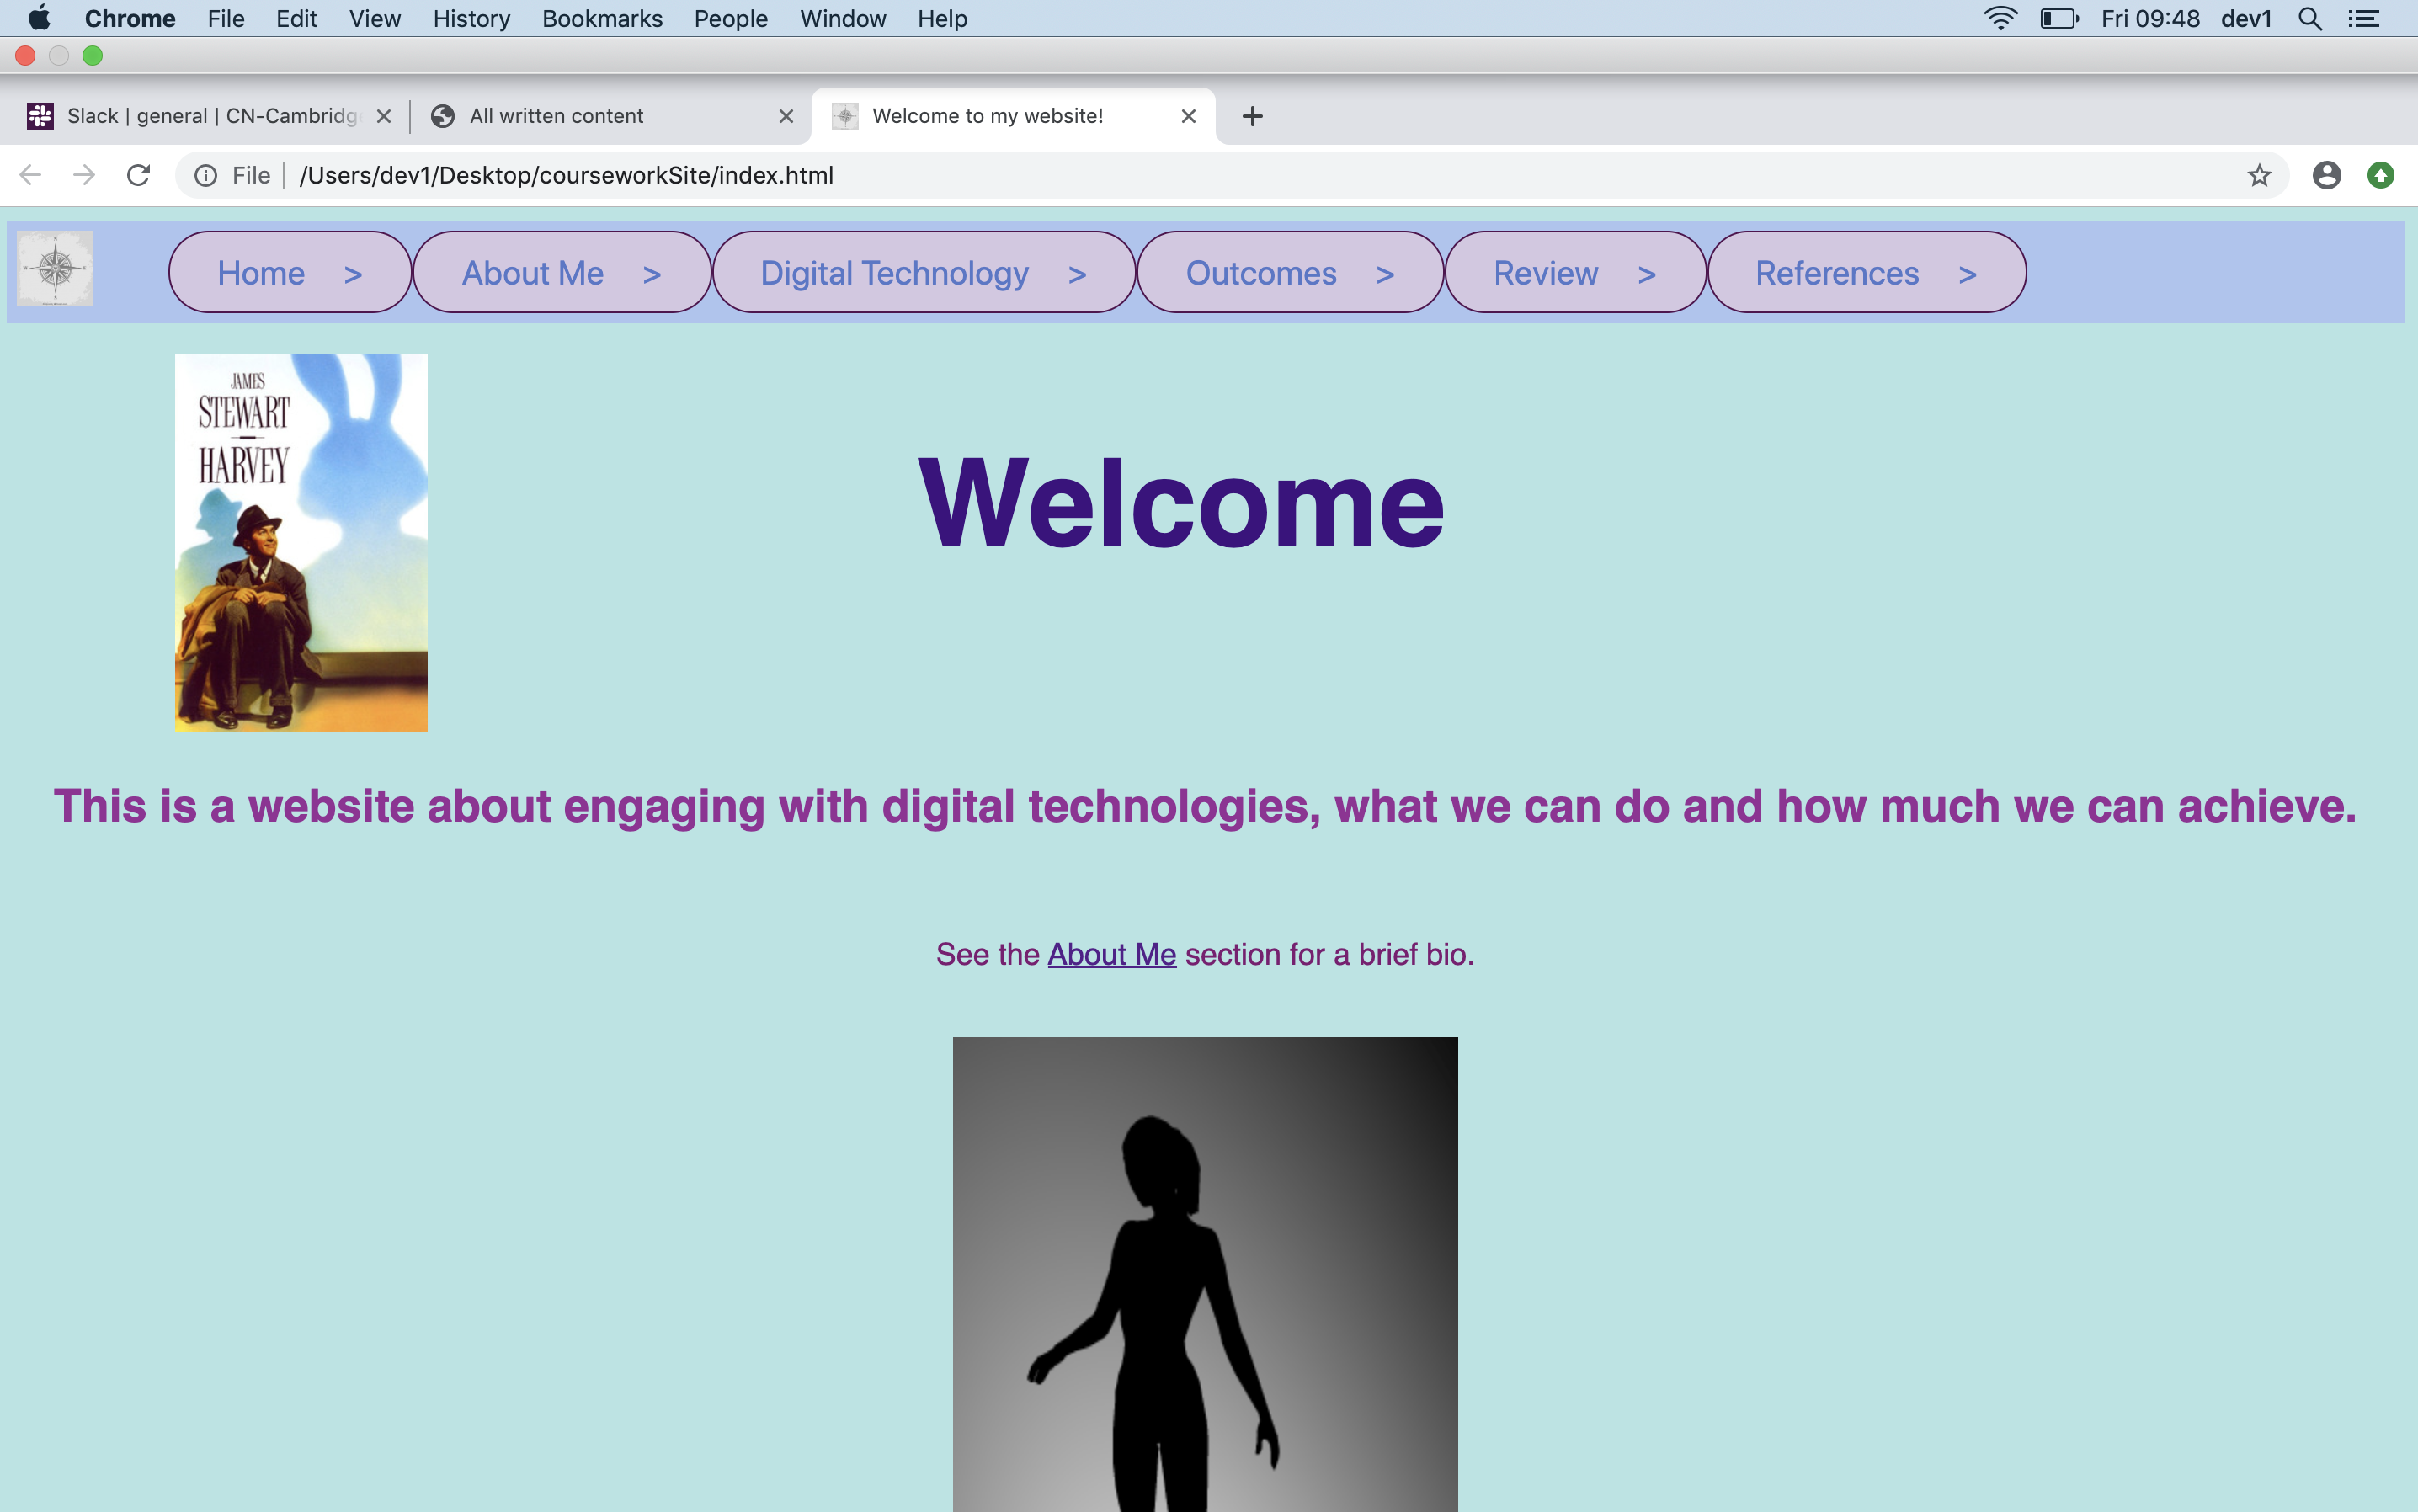 Chrome File Edit View History Bookmarks People Window Help Fri 09:48 dev1
Slack | general | CN-Cambridg All written content Welcome to my website!
File /Users/dev1/Desktop/courseworkSite/index.html
Home > About Me > Digital Technology > Outcomes > Review > References >
JAMES
STEWART
HARVEY
Welcome
This is a website about engaging with digital technologies, what we can do and how much we can achieve.
See the About Me section for a brief bio.